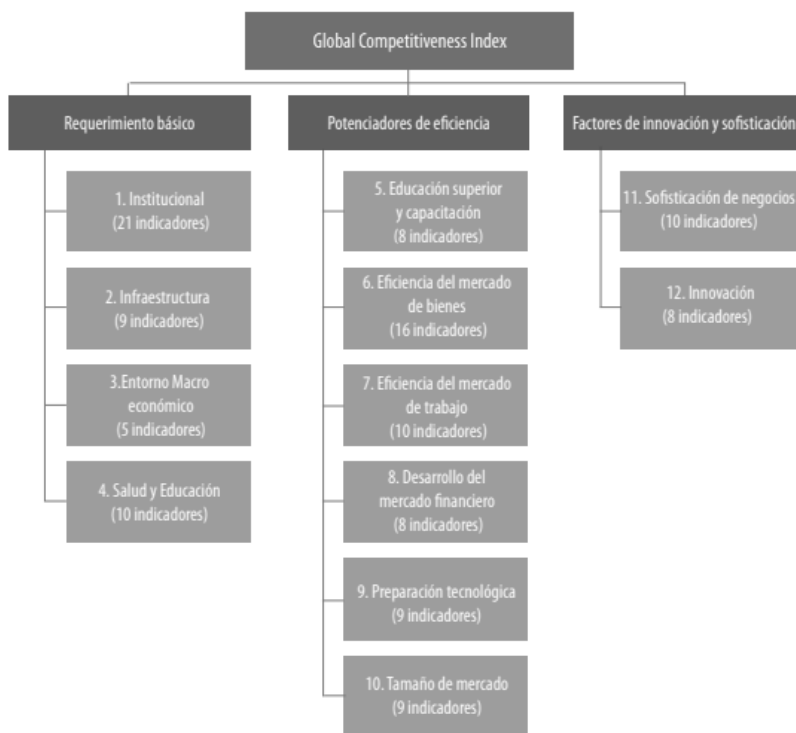 Global Competitiveness Index
Requerimiento básico
1. Institucional
(21 indicadores)
2. Infraestructura
(9 indicadores)
3.Entorno Macro
económico
(5 indicadores)
4. Salud y Educación
(10 indicadores)
Potenciadores de eficiencia
5. Educación superior
y capacitación
(8 indicadores)
6. Eficiencia del mercado
de bienes
(16 indicadores)
7. Eficiencia del mercado
de trabajo
(10 indicadores)
8. Desarrollo del
mercado financiero
(8 indicadores)
9. Preparación tecnológica
(9 indicadores)
10. Tamaño de mercado
(9 indicadores)
Factores de innovación y sofisticación
11. Sofisticación de negocios
(10 indicadores)
12. Innovación
(8 indicadores)